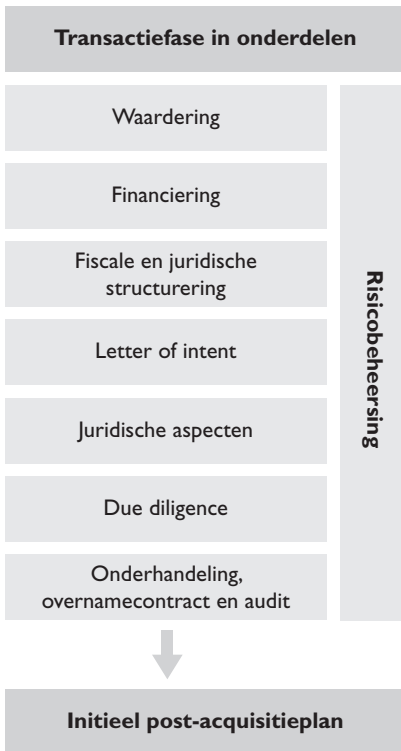 Transactiefase in onderdelen
Waardering
Financiering
Fiscale en juridische
structurering
Letter of intent
Juridische aspecten
Due diligence
Onderhandeling,
overnamecontract en audit
Risicobeheersing
Initieel post-acquisitieplan